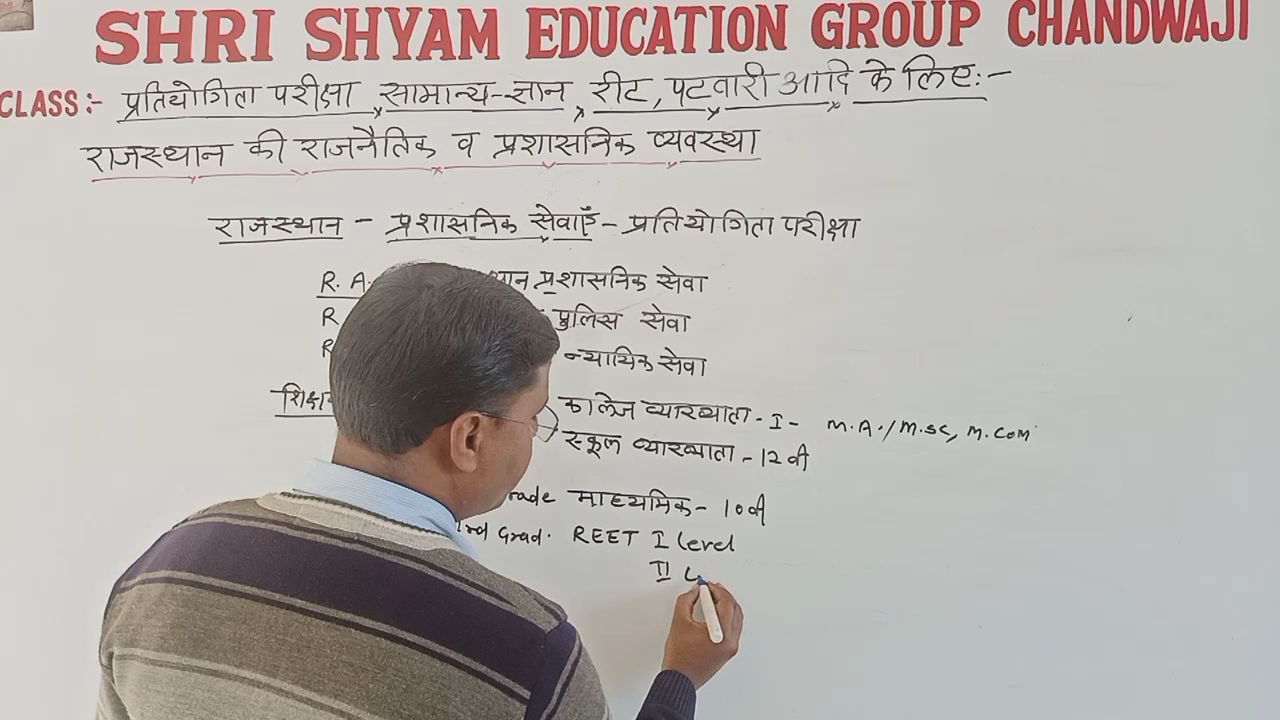 SHRI SHYAM EDUCATION GROUP CHANDWAJI
CLASS:- प्रतियोगिता परीक्षा, सामान्य-ज्ञान, रीट, पटवारी आदि के लिए:-
राजस्थान की राजनैतिक व प्रशासनिक व्यवस्था
राजस्थान - प्रशासनिक सेवाएँ - प्रतियोगिता परीक्षा
R. A. प्रशासनिक सेवा
R पुलिस सेवा
R न्यायिक सेवा
कालेज व्याख्याता - I - M.A./M.SC, M.COM
स्कूल व्याख्याता - 12 वी
माध्यमिक - 10 वी
Grad. REET I Level
II